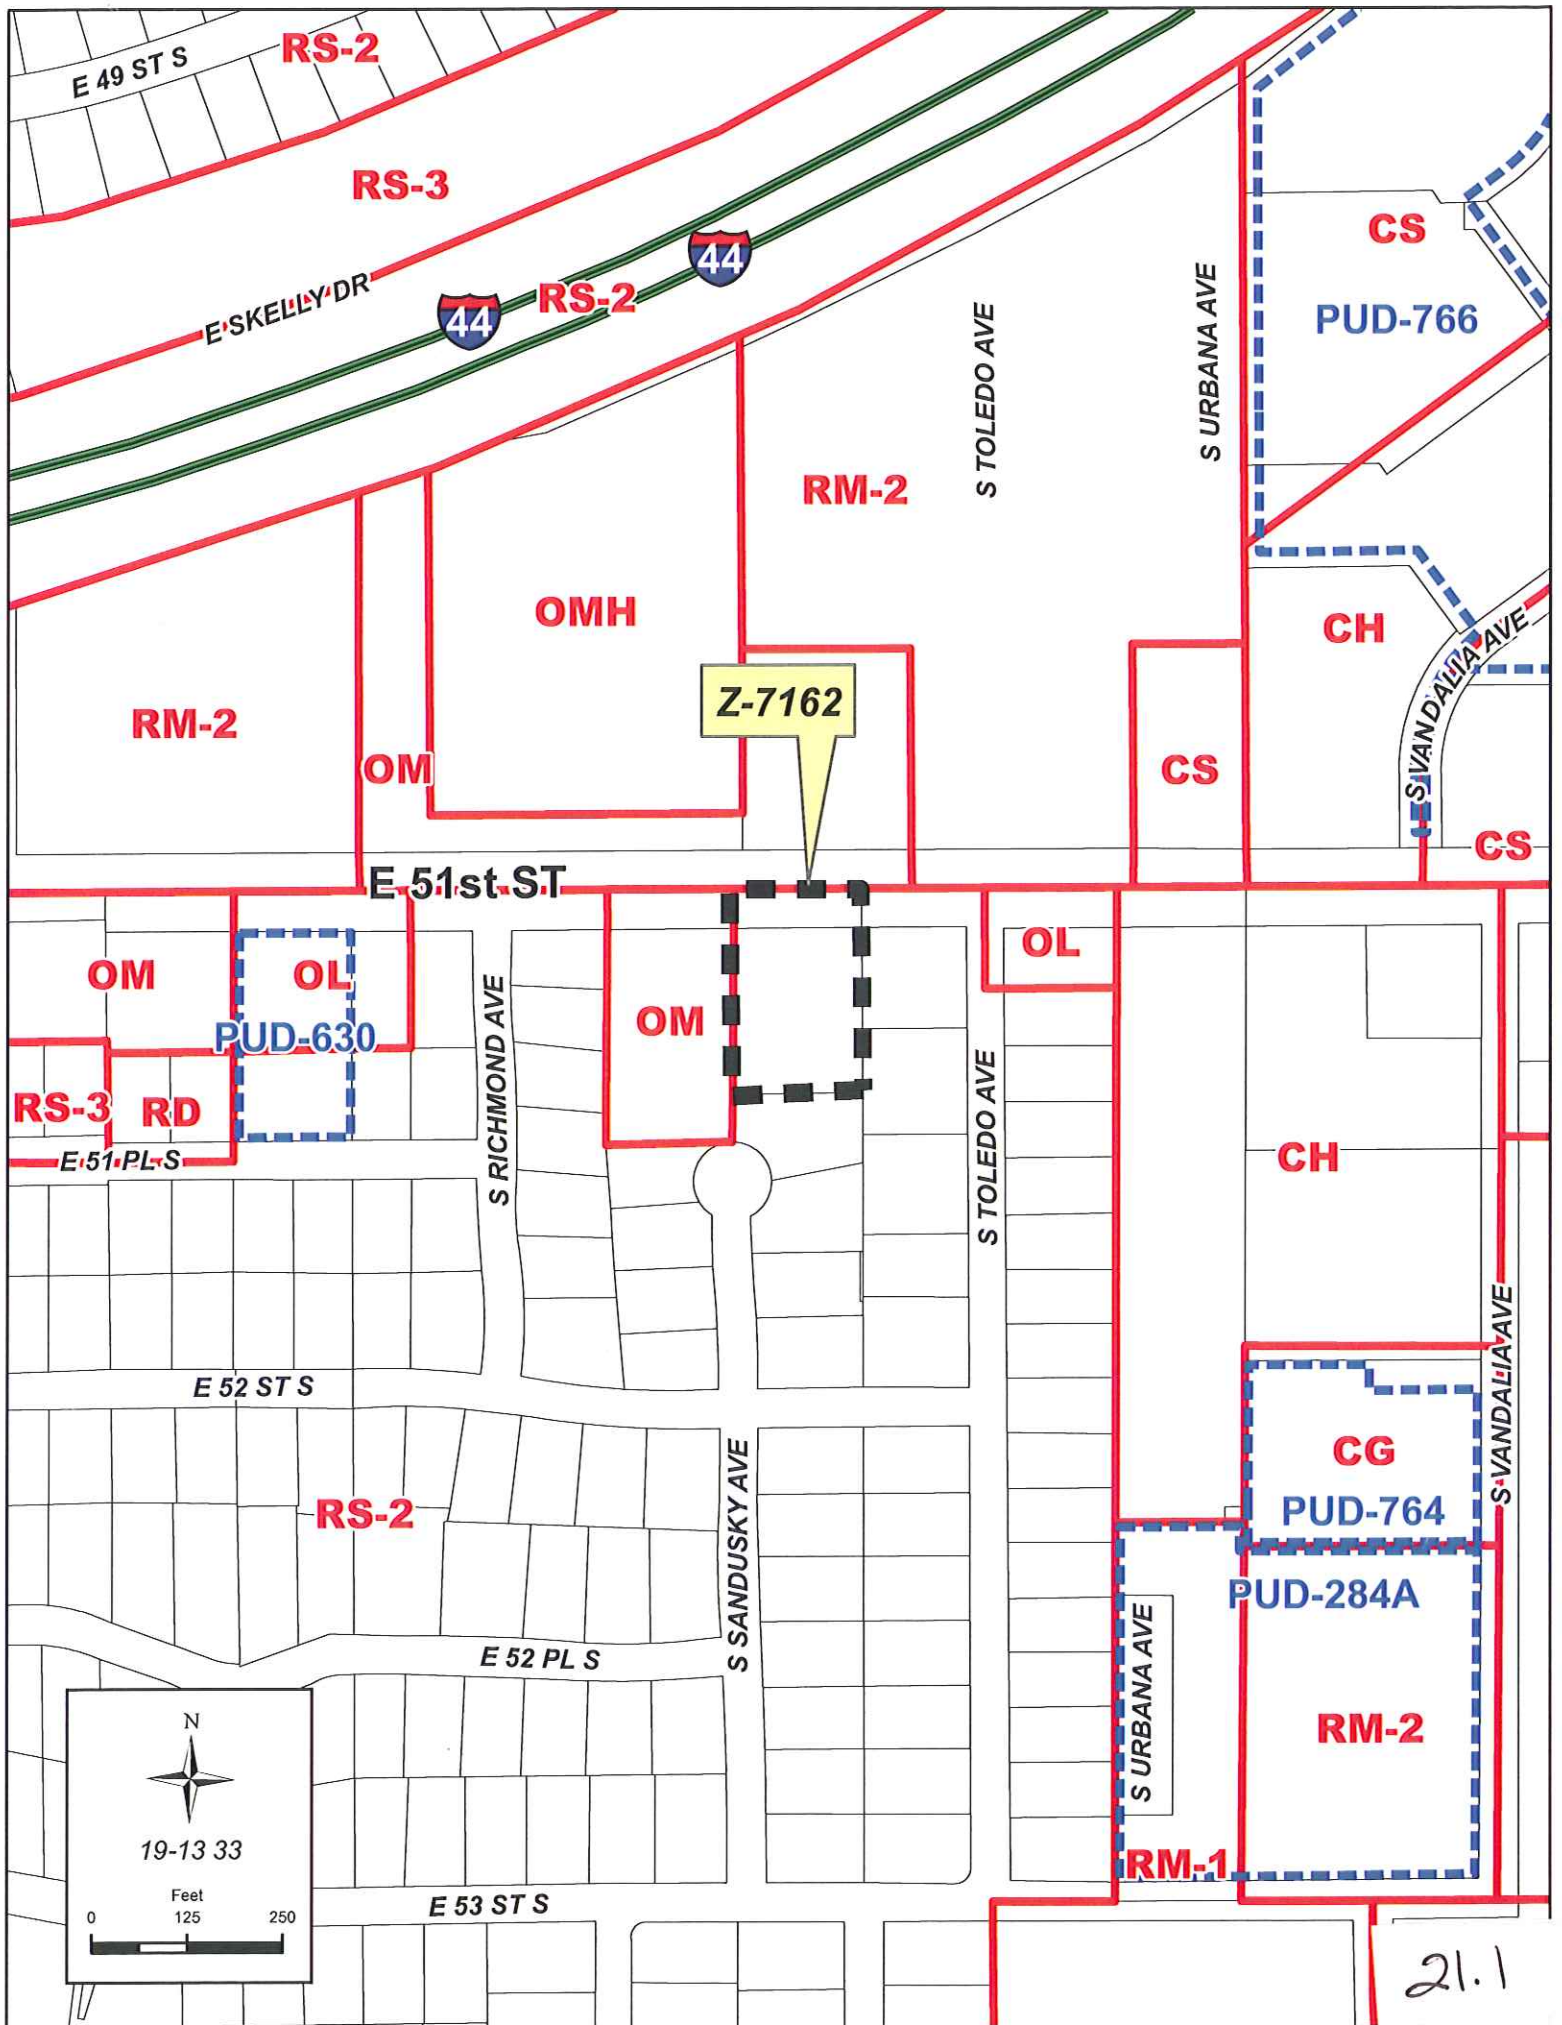 E 49 ST S
RS-2
RS-3
CS
44
E SKELLY DR
RS-2
44
PUD-766
S TOLEDO AVE
S URBANA AVE
RM-2
OMH
CH
S VANDALIA AVE
Z-7162
RM-2
OM
CS
CS
E 51st ST
OM
OL
OL
OM
PUD-630
S RICHMOND AVE
S TOLEDO AVE
RS-3
RD
CH
E 51 PL S
E 52 ST S
S VANDALIA AVE
CG
RS-2
PUD-764
S SANDUSKY AVE
PUD-284A
S URBANA AVE
E 52 PL S
RM-2
N
19-13 33
RM-1
Feet
0 125 250
E 53 ST S
21.1